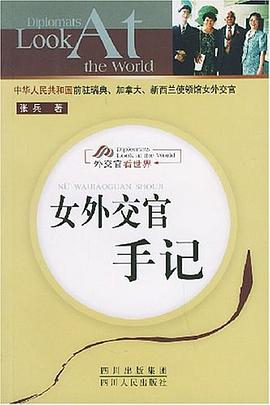 Diplomats
Look At
the World
中华人民共和国前驻瑞典、加拿大、新西兰使领馆女外交官
张兵 著
Diplomats
Look at the World
外交官看世界
NÜ WAIJIAOGUAN SHOUJI
女外交官
手记
四川出版集团
四川人民出版社